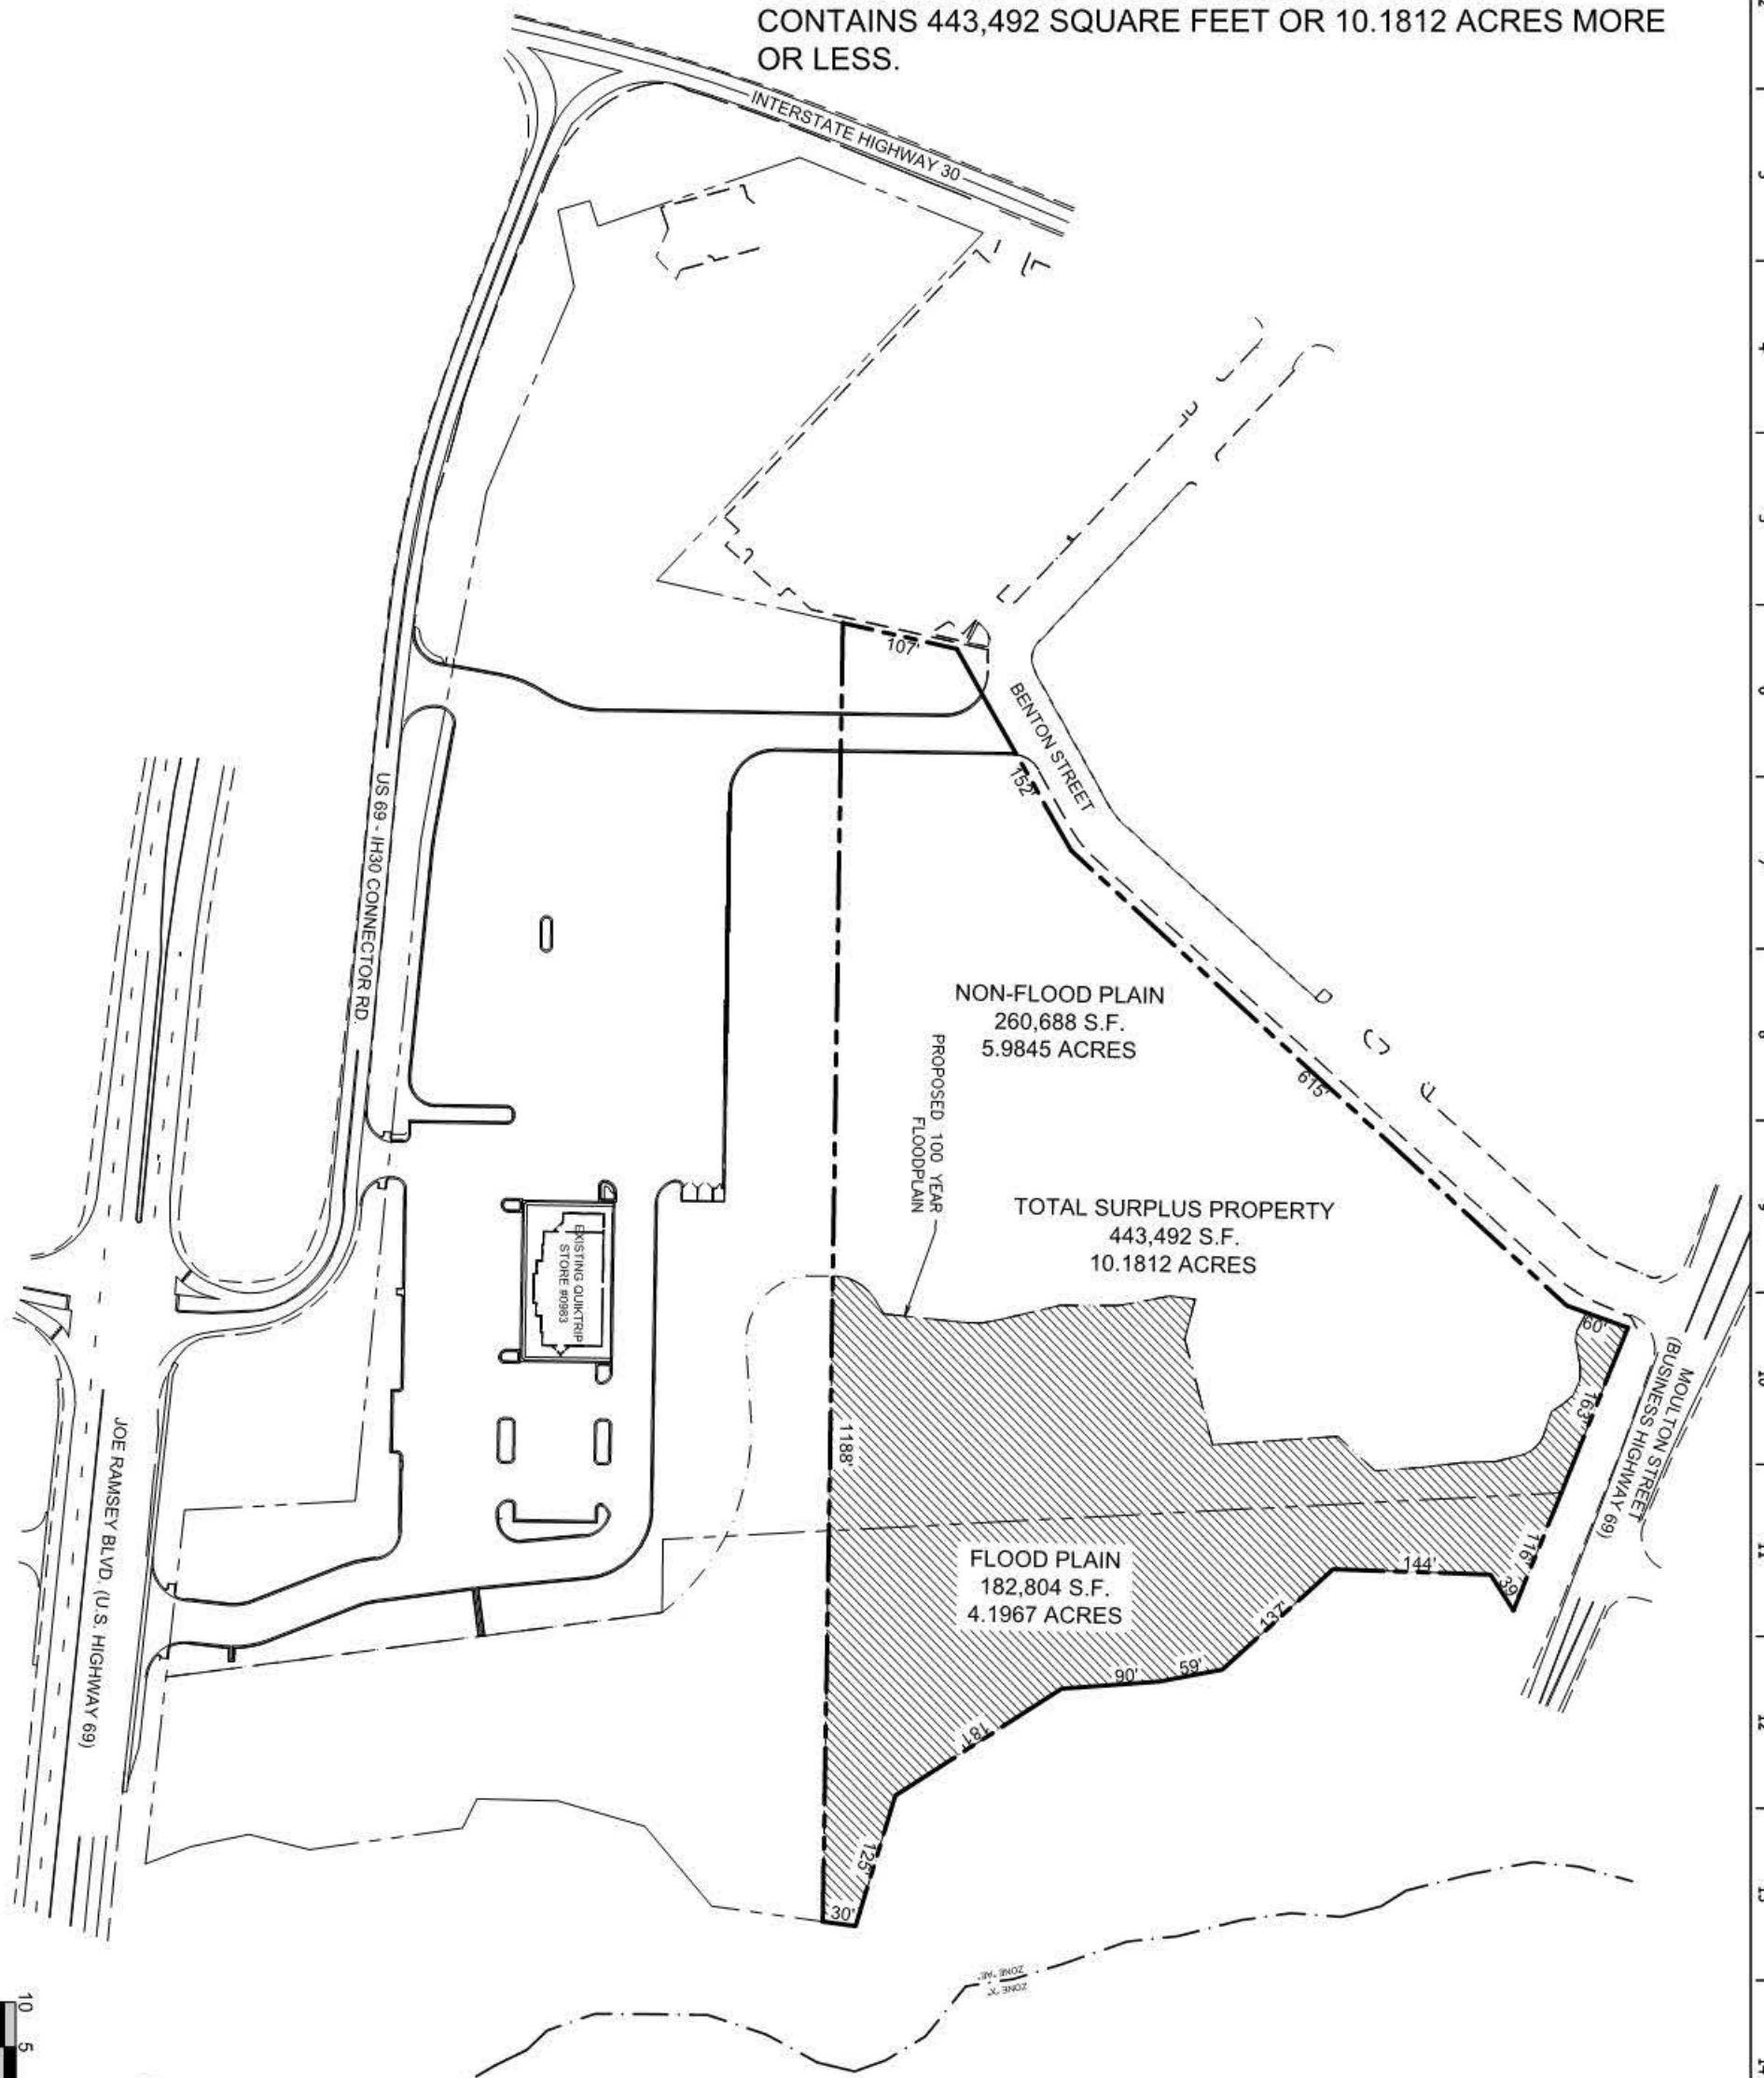 CONTAINS 443,492 SQUARE FEET OR 10.1812 ACRES MORE
OR LESS.
INTERSTATE HIGHWAY 30
107'
BENTON STREET
152'
US 69 - IH30 CONNECTOR RD.
NON-FLOOD PLAIN
260,688 S.F.
5.9845 ACRES
PROPOSED 100 YEAR
FLOODPLAIN
615'
TOTAL SURPLUS PROPERTY
443,492 S.F.
10.1812 ACRES
EXISTING QUIKTRIP
STORE #0983
60'
163'
MOULTON STREET
(BUSINESS HIGHWAY 69)
1188'
JOE RAMSEY BLVD. (U.S. HIGHWAY 69)
FLOOD PLAIN
182,804 S.F.
4.1967 ACRES
116'
144'
39'
137'
59'
90'
181'
125'
30'
ZONE "AE"
ZONE "X"
10 5